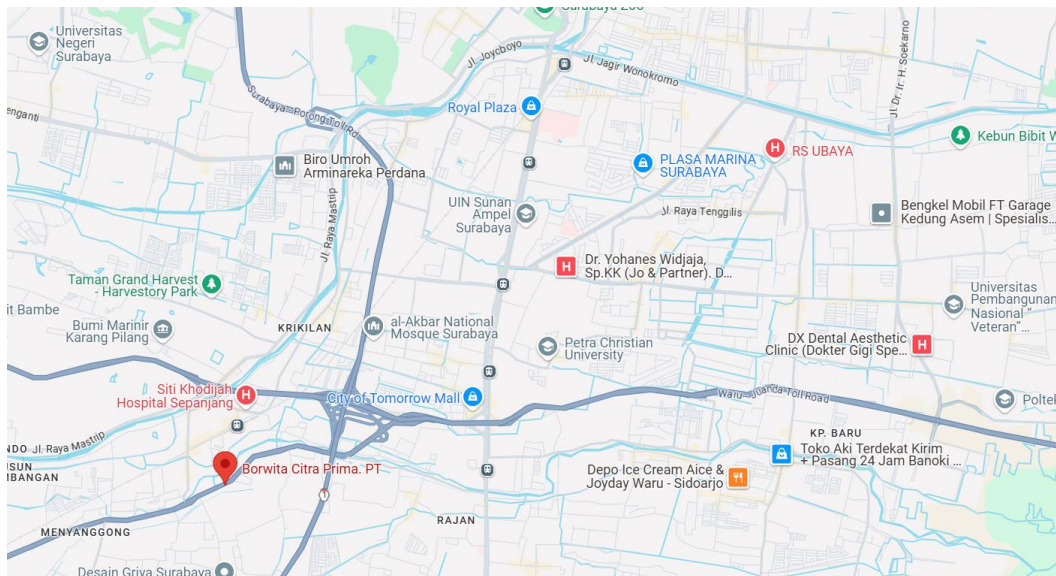 Surabaya Zoo
Universitas
Negeri
Surabaya
Jl. Joyoboyo
Jl. Jagir Wonokromo
Jl. Dr. Ir. H. Soekarno
Surabaya - Porong Toll Rd
Royal Plaza
enganti
Kebun Bibit W
RS UBAYA
Biro Umroh
Arminareka Perdana
PLASA MARINA
SURABAYA
UIN Sunan
Ampel
Surabaya
Jl. Raya Mastrip
Jl. Raya Tenggilis
Bengkel Mobil FT Garage
Kedung Asem | Spesialis...
Dr. Yohanes Widjaja,
Sp.KK (Jo & Partner). D...
Taman Grand Harvest
- Harvestory Park
Universitas
Pembangunan
Nasional "
Veteran"...
it Bambe
Bumi Marinir
Karang Pilang
KRIKILAN
al-Akbar National
Mosque Surabaya
Petra Christian
University
DX Dental Aesthetic
Clinic (Dokter Gigi Spe...
Siti Khodijah
Hospital Sepanjang
City of Tomorrow Mall
Waru - Juanda Toll Road
Poltek
KP. BARU
NDO
Jl. Raya Mastrip
USUN
MBANGAN
Borwita Citra Prima. PT
Toko Aki Terdekat Kirim
+ Pasang 24 Jam Banoki ...
Depo Ice Cream Aice &
Joyday Waru - Sidoarjo
RAJAN
MENYANGGONG
Desain Griya Surabaya